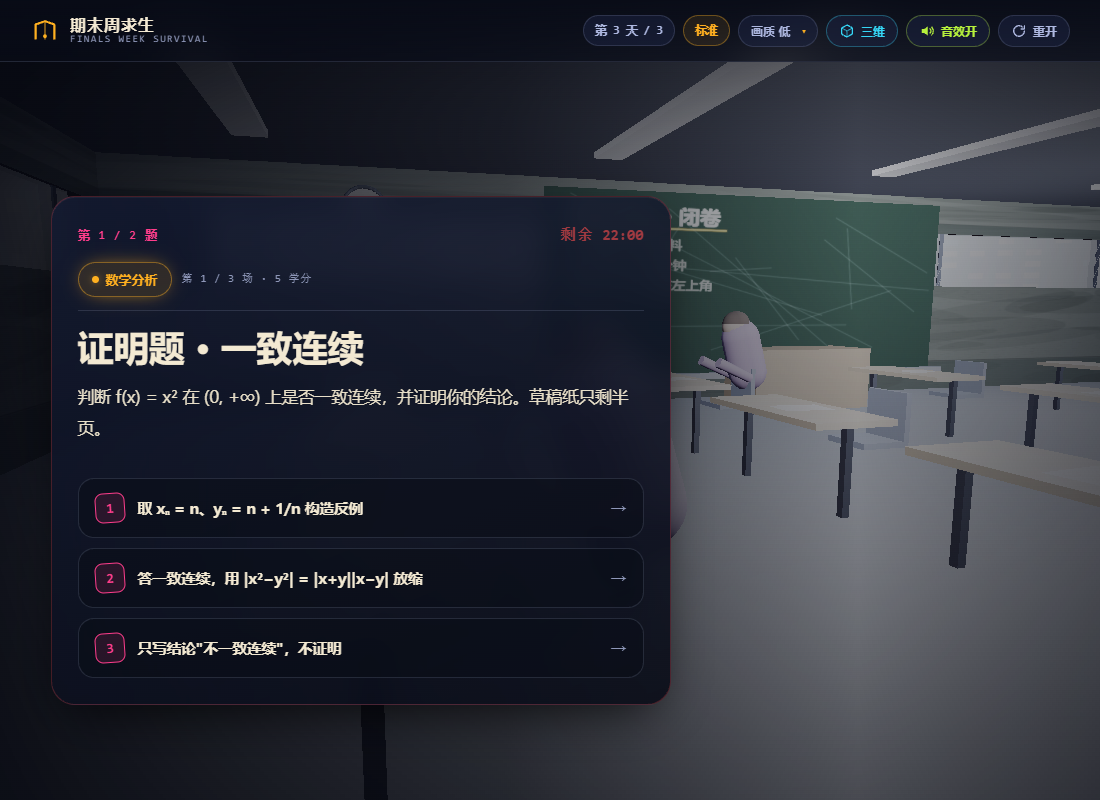 期末周求生
FINALS WEEK SURVIVAL
第 3 天 / 3
标准
画质 低
三维
音效开
重开
闭卷
料
钟
左上角
第 1 / 2 题
剩余 22:00
数学分析
第 1 / 3 场 · 5 学分
证明题 · 一致连续
判断 f(x) = x² 在 (0, +∞) 上是否一致连续，并证明你的结论。草稿纸只剩半
页。
1 取 xₙ = n、yₙ = n + 1/n 构造反例 →
2 答一致连续，用 |x²−y²| = |x+y||x−y| 放缩 →
3 只写结论"不一致连续"，不证明 →